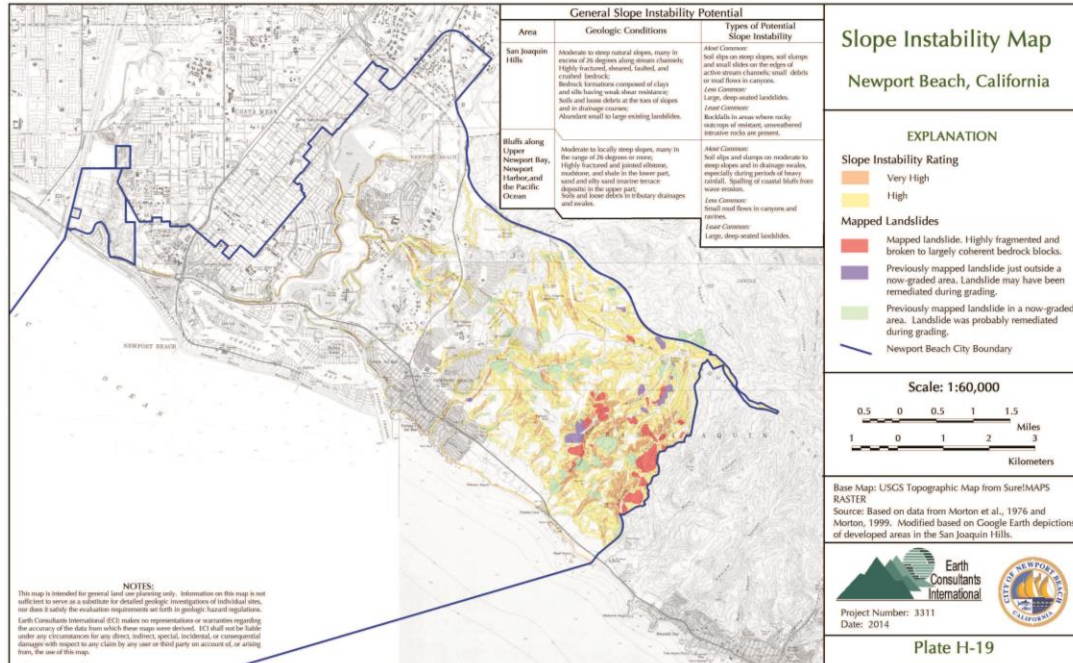 General Slope Instability Potential
Area
Geologic Conditions
Types of Potential
Slope Instability
San Joaquin
Hills
Moderate to steep natural slopes, many in
excess of 26 degrees along stream channels;
Highly fractured, sheared, faulted, and
crushed bedrock;
Bedrock formations composed of clays
and silts having weak shear resistance;
Soils and loose debris at the toes of slopes
and in drainage courses;
Abundant small to large existing landslides.
Most Common:
Soil slips on steep slopes, soil slumps
and small slides on the edges of
active stream channels; small debris
or mud flows in canyons.
Less Common:
Large, deep-seated landslides.
Least Common:
Rockfalls in areas where rocky
outcrops of resistant, unweathered
intrusive rocks are present.
Bluffs along
Upper
Newport Bay,
Newport
Harbor,and
the Pacific
Ocean
Moderate to locally steep slopes, many in
the range of 26 degrees or more;
Highly fractured and jointed siltstone,
mudstone, and shale in the lower part,
sand and silty sand (marine terrace
deposits) in the upper part;
Soils and loose debris in tributary drainages
and swales.
Most Common:
Soil slips and slumps on moderate to
steep slopes and in drainage swales,
especially during periods of heavy
rainfall. Spalling of coastal bluffs from
wave erosion.
Less Common:
Small mud flows in canyons and
ravines.
Least Common:
Large, deep-seated landslides.
COSTA MESA
NEWPORT BEACH
NEWPORT BEACH
OCEAN
NOTES:
This map is intended for general land use planning only. Information on this map is not
sufficient to serve as a substitute for detailed geologic investigations of individual sites,
nor does it satisfy the evaluation requirements set forth in geologic hazard regulations.
Earth Consultants International (ECI) makes no representations or warranties regarding
the accuracy of the data from which these maps were derived. ECI shall not be liable
under any circumstances for any direct, indirect, special, incidental, or consequential
damages with respect to any claim by any user or third party on account of, or arising
from, the use of this map.
Slope Instability Map
Newport Beach, California
EXPLANATION
Slope Instability Rating
Very High
High
Mapped Landslides
Mapped landslide. Highly fragmented and
broken to largely coherent bedrock blocks.
Previously mapped landslide just outside a
now-graded area. Landslide may have been
remediated during grading.
Previously mapped landslide in a now-graded
area. Landslide was probably remediated
during grading.
Newport Beach City Boundary
Scale: 1:60,000
0.5 0 0.5 1 1.5
Miles
1 0 1 2 3
Kilometers
Base Map: USGS Topographic Map from Sure!MAPS
RASTER
Source: Based on data from Morton et al., 1976 and
Morton, 1999. Modified based on Google Earth depictions
of developed areas in the San Joaquin Hills.
Earth
Consultants
International
Project Number: 3311
Date: 2014
CITY OF NEWPORT BEACH
CALIFORNIA
Plate H-19